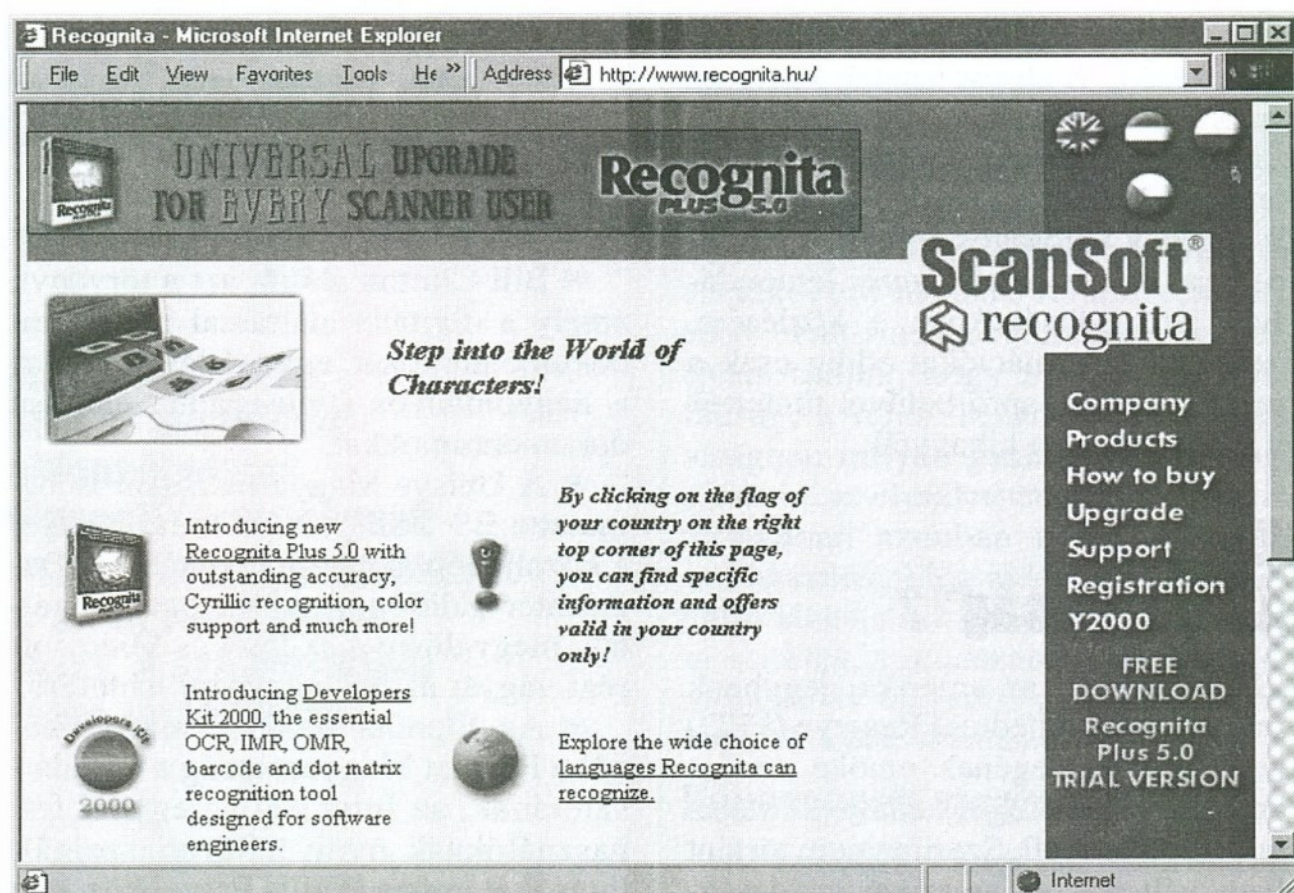 Recognita - Microsoft Internet Explorer
File Edit View Favorites Tools He » Address http://www.recognita.hu/
UNIVERSAL UPGRADE
FOR EVERY SCANNER USER
Recognita
PLUS 5.0
Recognita
ScanSoft®
recognita
Step into the World of
Characters!
Company
Products
How to buy
Upgrade
Support
Registration
Y2000
FREE
DOWNLOAD
Recognita
Plus 5.0
TRIAL VERSION
Recognita
Introducing new
Recognita Plus 5.0 with
outstanding accuracy,
Cyrillic recognition, color
support and much more!
By clicking on the flag of
your country on the right
top corner of this page,
you can find specific
information and offers
valid in your country
only!
Developers Kit
2000
Introducing Developers
Kit 2000, the essential
OCR, IMR, OMR,
barcode and dot matrix
recognition tool
designed for software
engineers.
Explore the wide choice of
languages Recognita can
recognize.
Internet